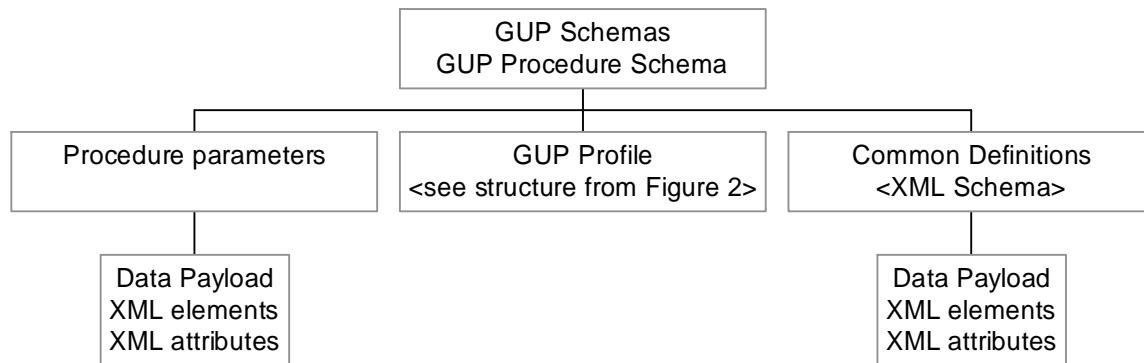 GUP Schemas
GUP Procedure Schema
Procedure parameters
GUP Profile
<see structure from Figure 2>
Common Definitions
<XML Schema>
Data Payload
XML elements
XML attributes
Data Payload
XML elements
XML attributes